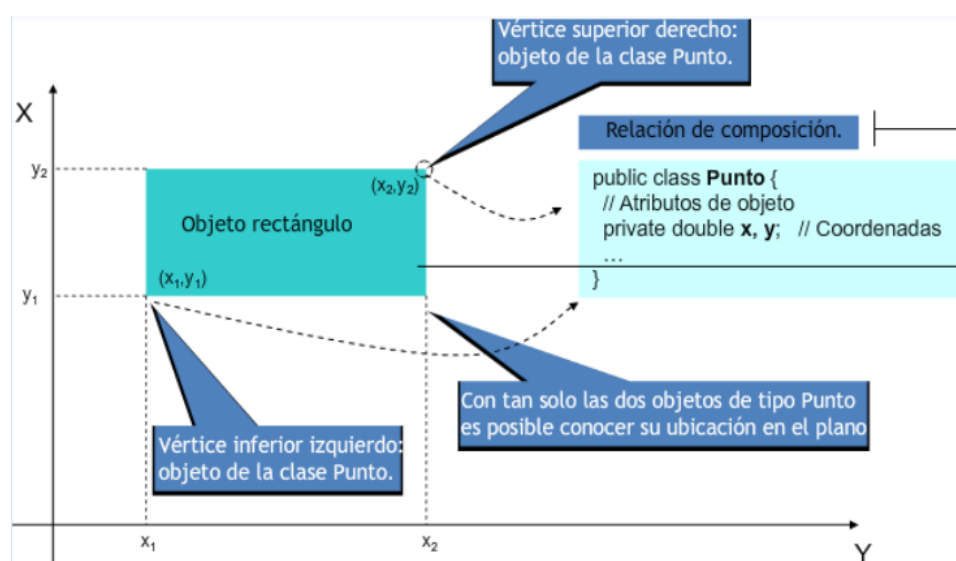 Vértice superior derecho:
objeto de la clase Punto.
X
Relación de composición.
y₂
(x₂,y₂)
public class Punto {
// Atributos de objeto
private double x, y;   // Coordenadas
...
}
Objeto rectángulo
(x₁,y₁)
y₁
Con tan solo las dos objetos de tipo Punto
es posible conocer su ubicación en el plano
Vértice inferior izquierdo:
objeto de la clase Punto.
x₁
x₂
Y